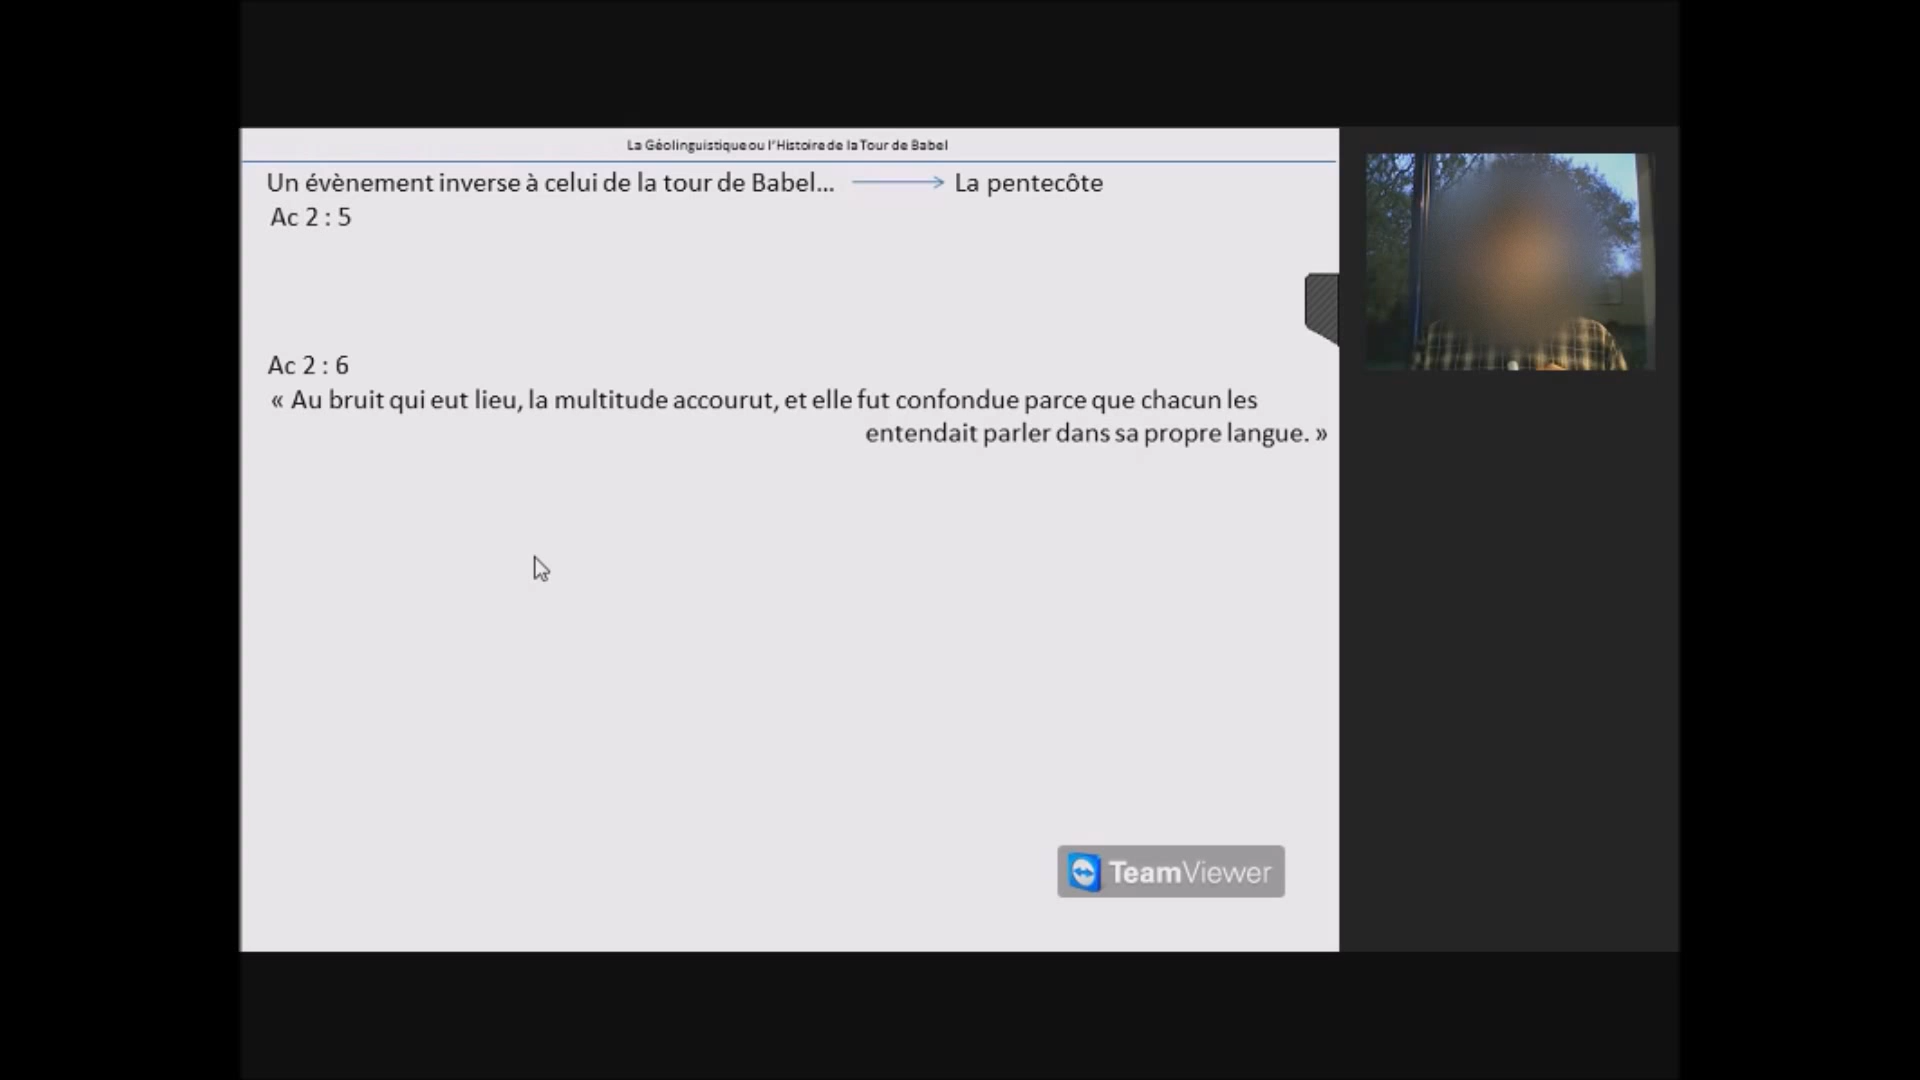 La Géolinguistique ou l'Histoire de la Tour de Babel
Un évènement inverse à celui de la tour de Babel... La pentecôte
Ac 2 : 5
Ac 2 : 6
« Au bruit qui eut lieu, la multitude accourut, et elle fut confondue parce que chacun les
entendait parler dans sa propre langue. »
TeamViewer